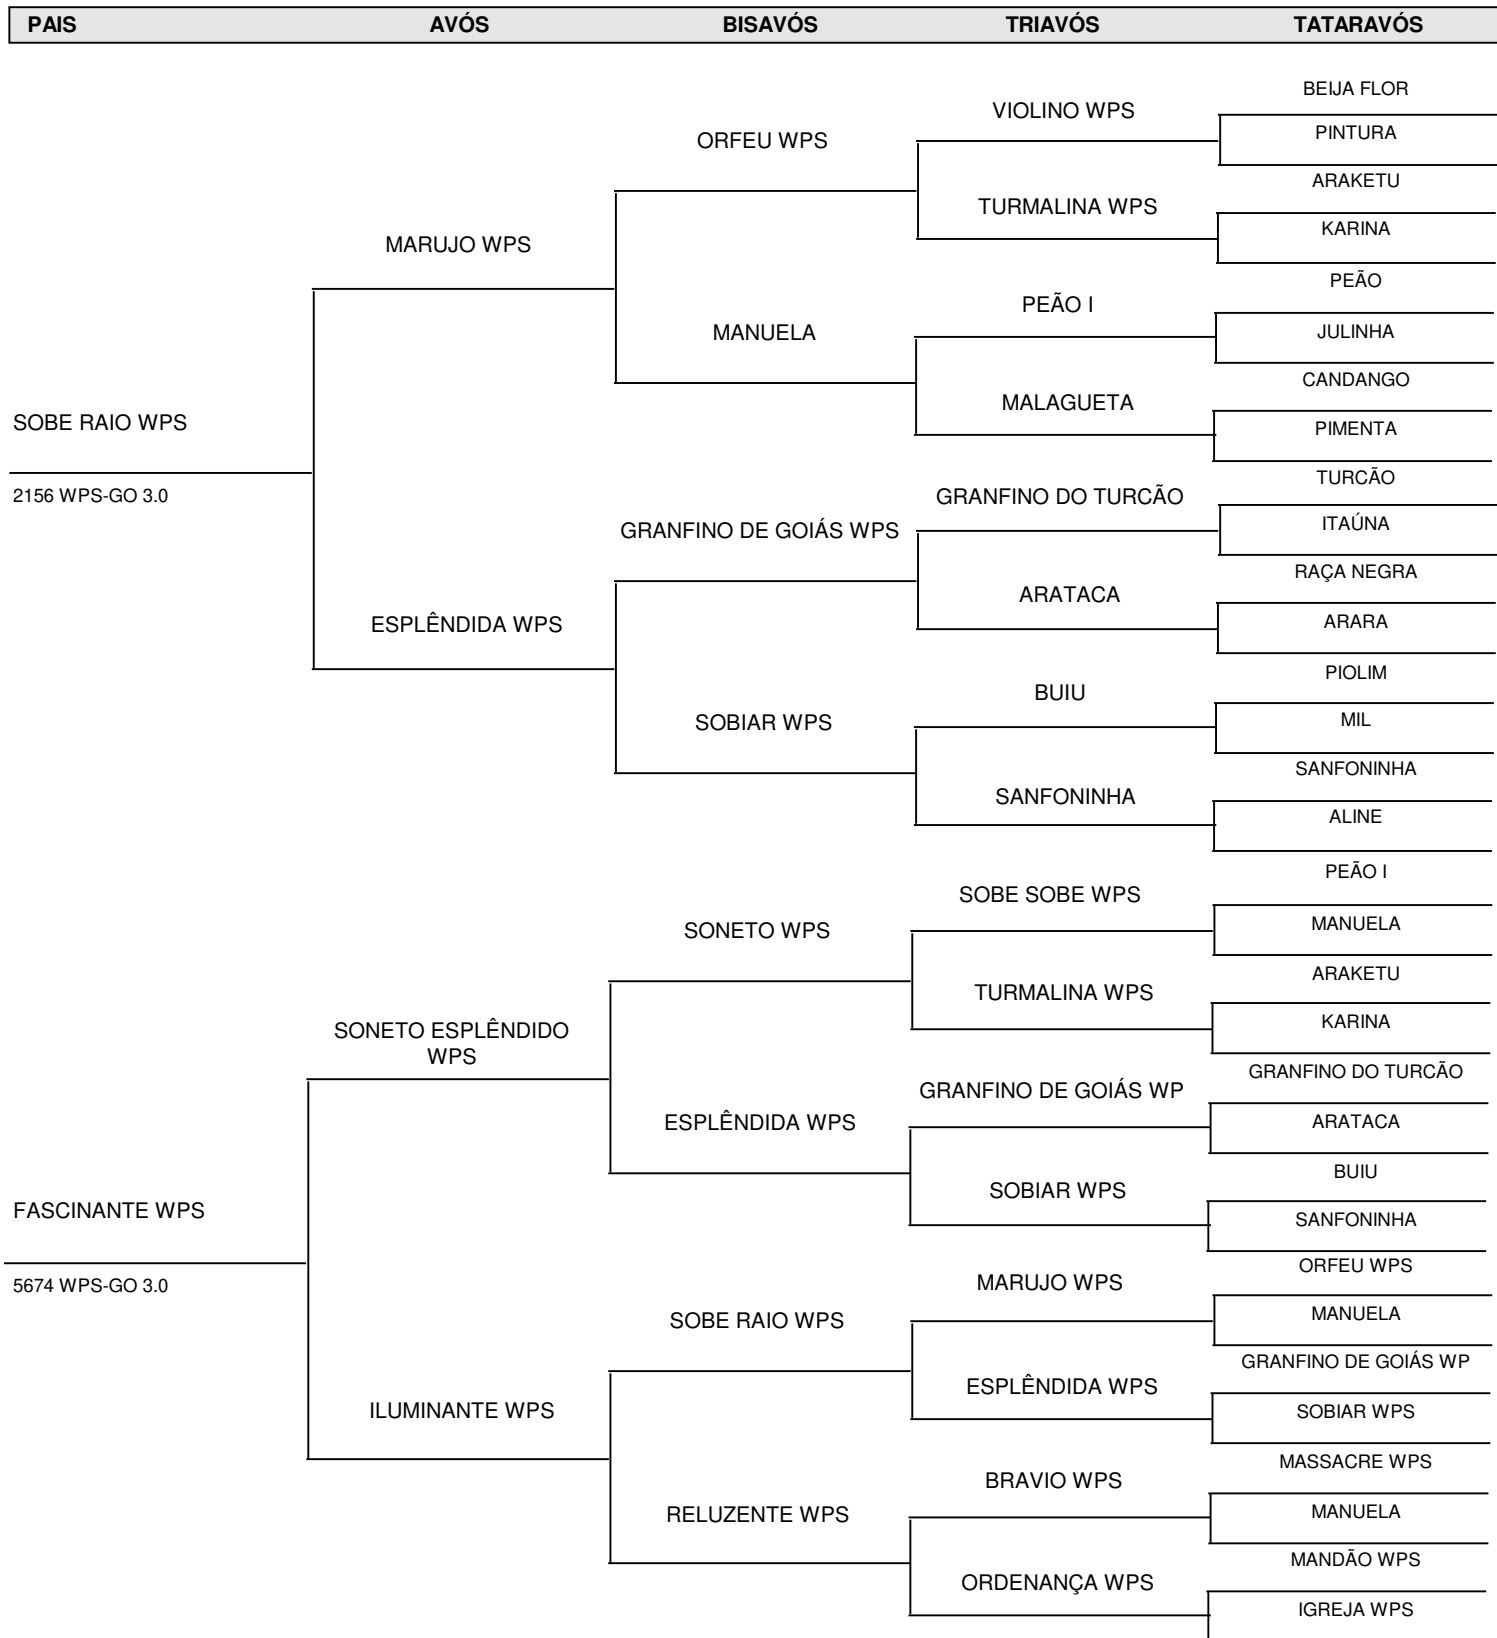 PAIS AVÓS BISAVÓS TRIAVÓS TATARAVÓS
BEIJA FLOR
VIOLINO WPS
PINTURA
ORFEU WPS
ARAKETU
TURMALINA WPS
KARINA
MARUJO WPS
PEÃO
PEÃO I
JULINHA
MANUELA
CANDANGO
MALAGUETA
SOBE RAIO WPS
PIMENTA
TURCÃO
2156 WPS-GO 3.0
GRANFINO DO TURCÃO
ITAÚNA
GRANFINO DE GOIÁS WPS
RAÇA NEGRA
ARATACA
ARARA
ESPLÊNDIDA WPS
PIOLIM
BUIU
MIL
SOBIAR WPS
SANFONINHA
SANFONINHA
ALINE
PEÃO I
SOBE SOBE WPS
MANUELA
SONETO WPS
ARAKETU
TURMALINA WPS
KARINA
SONETO ESPLÊNDIDO
WPS
GRANFINO DO TURCÃO
GRANFINO DE GOIÁS WP
ARATACA
ESPLÊNDIDA WPS
BUIU
SOBIAR WPS
FASCINANTE WPS
SANFONINHA
ORFEU WPS
5674 WPS-GO 3.0
MARUJO WPS
MANUELA
SOBE RAIO WPS
GRANFINO DE GOIÁS WP
ESPLÊNDIDA WPS
ILUMINANTE WPS
SOBIAR WPS
MASSACRE WPS
BRAVIO WPS
MANUELA
RELUZENTE WPS
MANDÃO WPS
ORDENANÇA WPS
IGREJA WPS